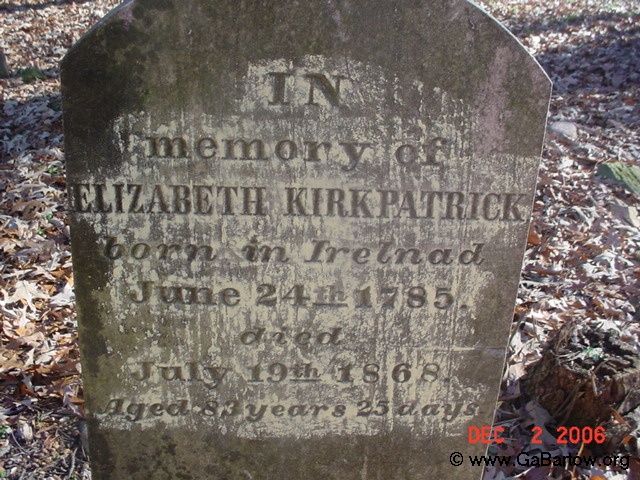 IN
memory of
ELIZABETH KIRKPATRICK
born in Irelnad
June 24th 1785.
died
July 19th 1868.
Aged 83 years 25 days
DEC 2 2006
© www.GaBartow.org